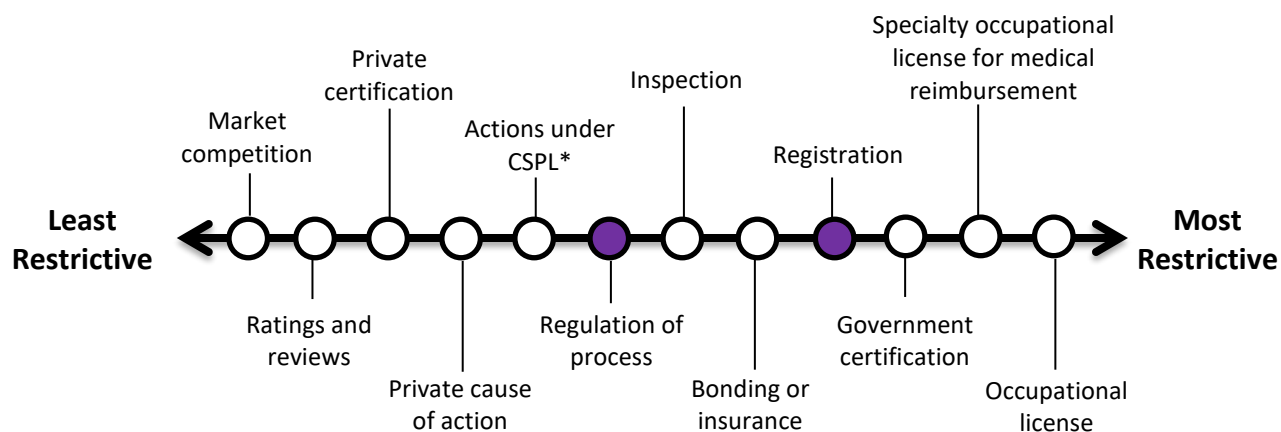 Least
Restrictive
Market
competition
Ratings and
reviews
Private
certification
Private cause
of action
Actions under
CSPL*
Regulation of
process
Inspection
Bonding or
insurance
Registration
Government
certification
Specialty occupational
license for medical
reimbursement
Occupational
license
Most
Restrictive